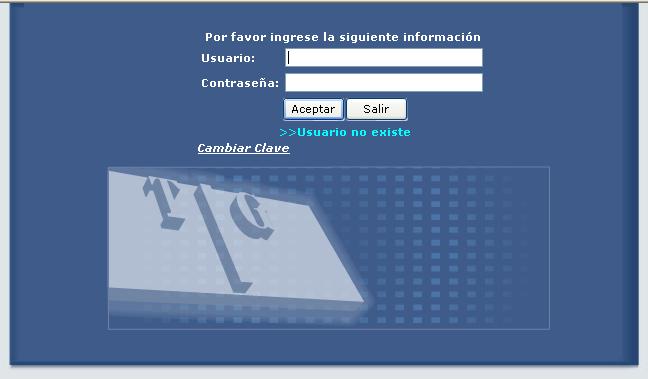 Por favor ingrese la siguiente información
Usuario:
Contraseña:
Aceptar Salir
>>Usuario no existe
Cambiar Clave
T/G